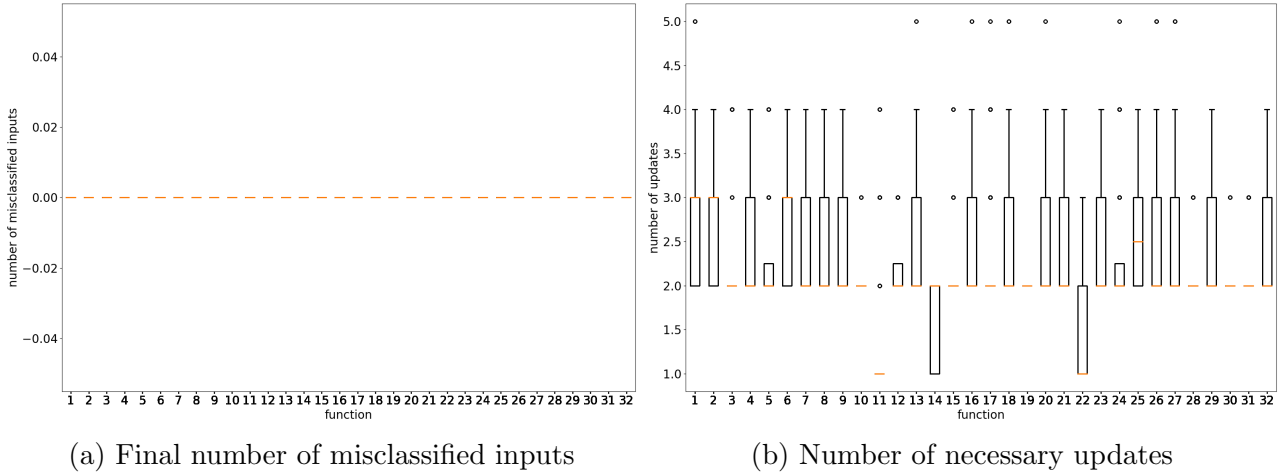 number of misclassified inputs
0.04
0.02
0.00
−0.02
−0.04
1 2 3 4 5 6 7 8 9 10 11 12 13 14 15 16 17 18 19 20 21 22 23 24 25 26 27 28 29 30 31 32
function
(a) Final number of misclassified inputs
number of updates
5.0
4.5
4.0
3.5
3.0
2.5
2.0
1.5
1.0
1 2 3 4 5 6 7 8 9 10 11 12 13 14 15 16 17 18 19 20 21 22 23 24 25 26 27 28 29 30 31 32
function
(b) Number of necessary updates